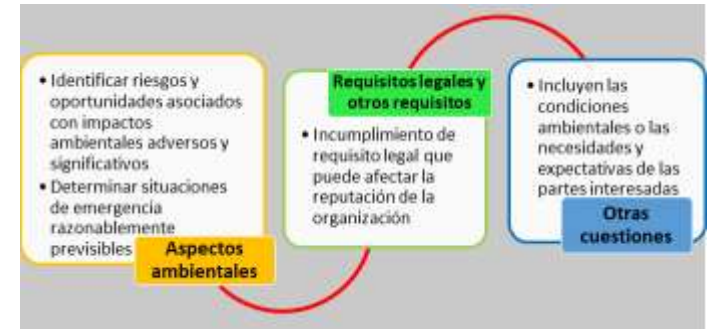 • Identificar riesgos y
oportunidades asociados
con impactos
ambientales adversos y
significativos
• Determinar situaciones
de emergencia
razonablemente
previsibles
Aspectos
ambientales
Requisitos legales y
otros requisitos
• Incumplimiento de
requisito legal que
puede afectar la
reputación de la
organización
• Incluyen las
condiciones
ambientales o las
necesidades y
expectativas de las
partes interesadas
Otras
cuestiones